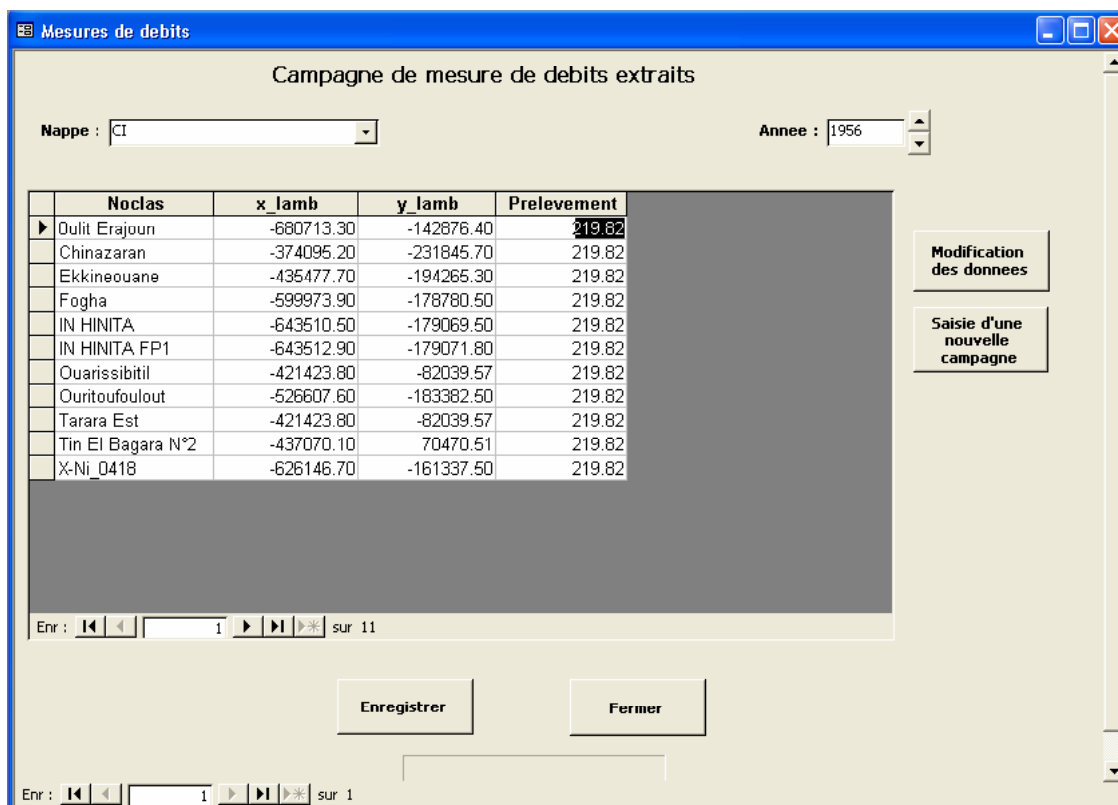 Mesures de debits
Campagne de mesure de debits extraits
Nappe : CI Annee : 1956
Noclas x_lamb y_lamb Prelevement
Oulit Erajoun -680713.30 -142876.40 219.82
Chinazaran -374095.20 -231845.70 219.82
Ekkineouane -435477.70 -194265.30 219.82
Fogha -599973.90 -178780.50 219.82
IN HINITA -643510.50 -179069.50 219.82
IN HINITA FP1 -643512.90 -179071.80 219.82
Ouarissibitil -421423.80 -82039.57 219.82
Ouritoufoulout -526607.60 -183382.50 219.82
Tarara Est -421423.80 -82039.57 219.82
Tin El Bagara N°2 -437070.10 70470.51 219.82
X-Ni_0418 -626146.70 -161337.50 219.82
Modification
des donnees
Saisie d'une
nouvelle
campagne
Enr : 1 sur 11
Enregistrer Fermer
Enr : 1 sur 1